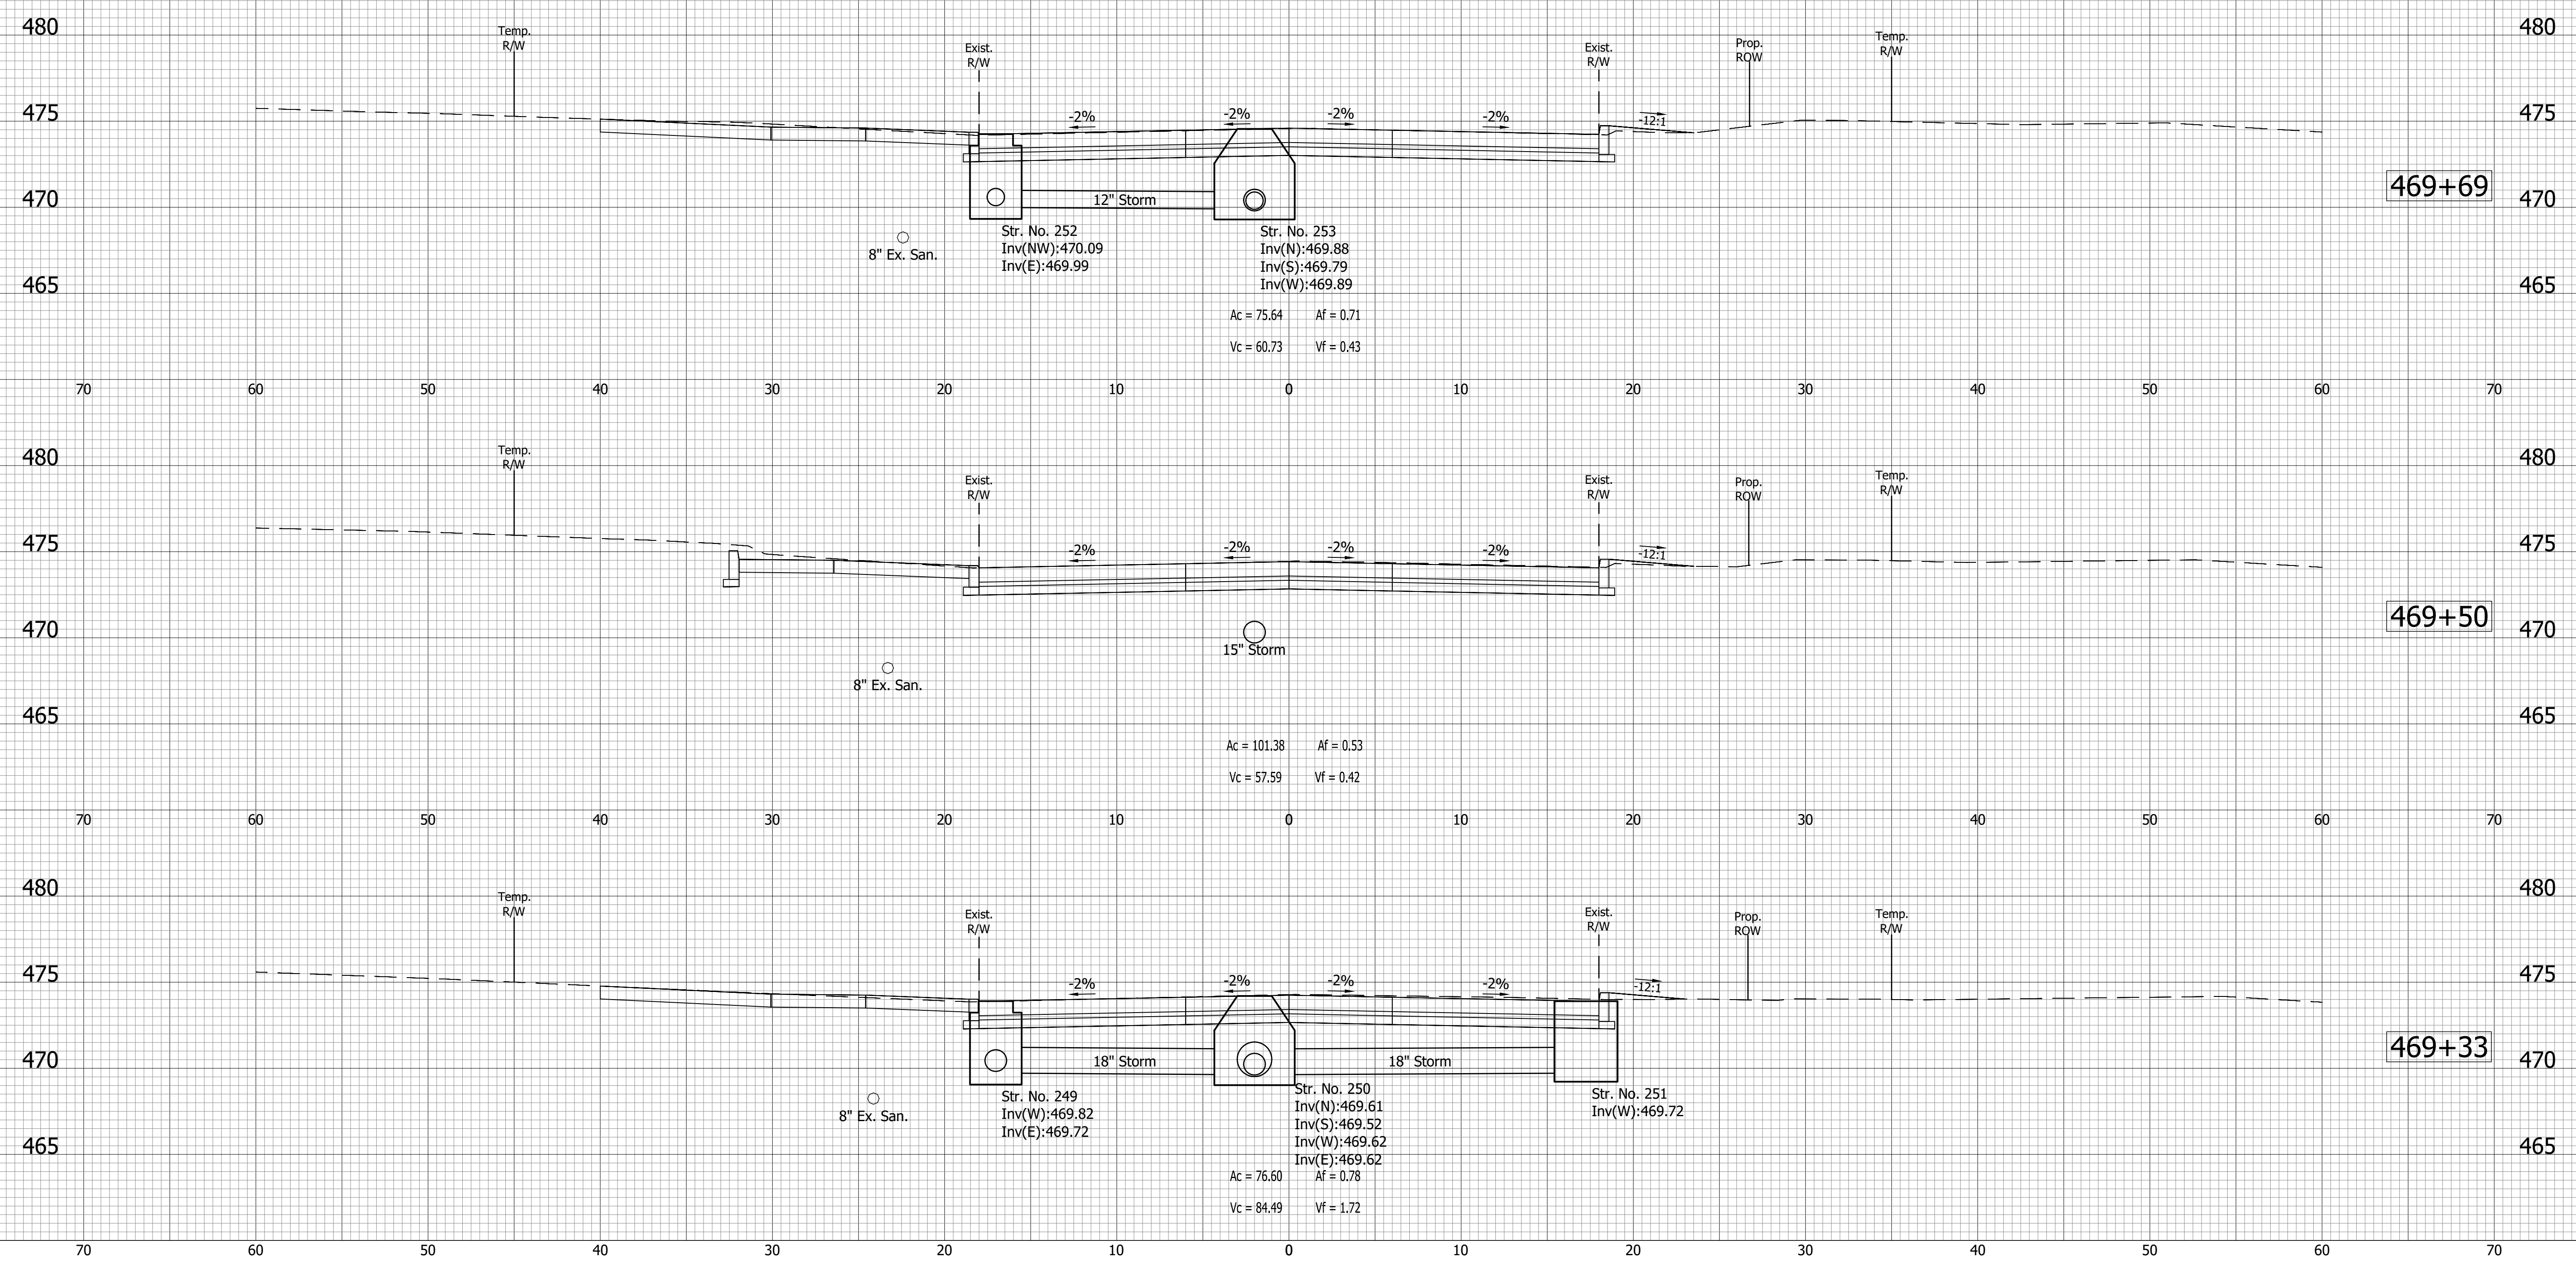 480 480
Temp. R/W
Exist. R/W
Exist. R/W
Prop. ROW
Temp. R/W
475 475
-2% -2% -2% -2% -12:1
470 470
12" Storm
469+69
8" Ex. San.
Str. No. 252
Inv(NW):470.09
Inv(E):469.99
Str. No. 253
Inv(N):469.88
Inv(S):469.79
Inv(W):469.89
465 465
Ac = 75.64 Af = 0.71
Vc = 60.73 Vf = 0.43
70 60 50 40 30 20 10 0 10 20 30 40 50 60 70
480 480
Temp. R/W
Exist. R/W
Exist. R/W
Prop. ROW
Temp. R/W
475 475
-2% -2% -2% -2% -12:1
470 470
469+50
15" Storm
8" Ex. San.
465 465
Ac = 101.38 Af = 0.53
Vc = 57.59 Vf = 0.42
70 60 50 40 30 20 10 0 10 20 30 40 50 60 70
480 480
Temp. R/W
Exist. R/W
Exist. R/W
Prop. ROW
Temp. R/W
475 475
-2% -2% -2% -2% -12:1
470 470
18" Storm 18" Storm
469+33
8" Ex. San.
Str. No. 249
Inv(W):469.82
Inv(E):469.72
Str. No. 250
Inv(N):469.61
Inv(S):469.52
Inv(W):469.62
Inv(E):469.62
Str. No. 251
Inv(W):469.72
465 465
Ac = 76.60 Af = 0.78
Vc = 84.49 Vf = 1.72
70 60 50 40 30 20 10 0 10 20 30 40 50 60 70